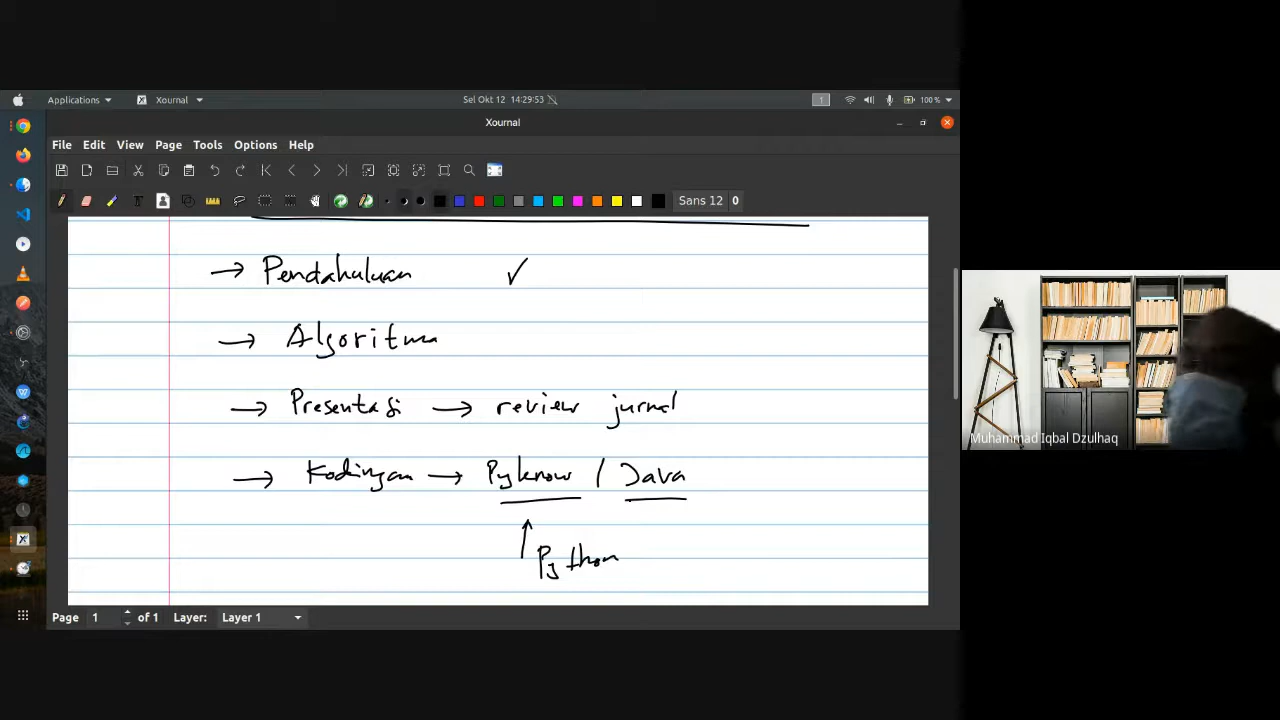 Applications Xournal Sel Okt 12 14:29:53 1 100%
Xournal
File Edit View Page Tools Options Help
Sans 12 0
→ Pendahuluan ✓
→ Algoritma
→ Presentasi → review jurnal
→ Kodingan → Pyknow / Java
↑ Python
Page 1 of 1 Layer: Layer 1
Muhammad Iqbal Dzulhaq